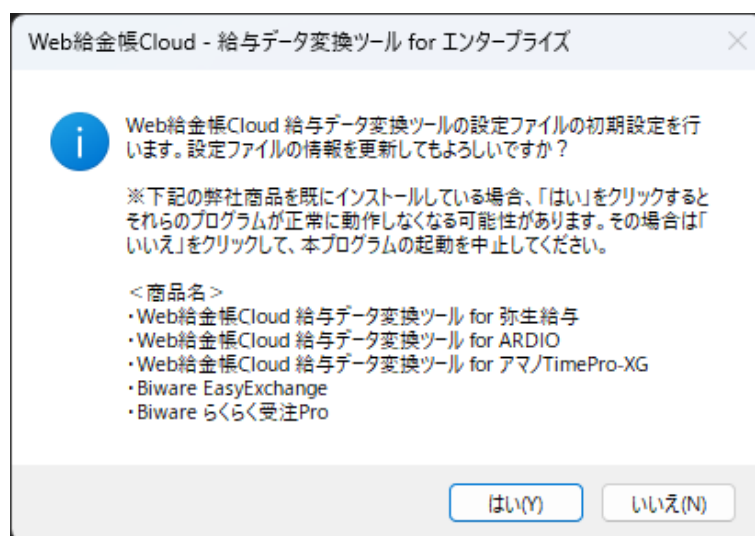 Web給金帳Cloud - 給与データ変換ツール for エンタープライズ
Web給金帳Cloud 給与データ変換ツールの設定ファイルの初期設定を行
います。設定ファイルの情報を更新してもよろしいですか？
※下記の弊社商品を既にインストールしている場合、「はい」をクリックすると
それらのプログラムが正常に動作しなくなる可能性があります。その場合は「
いいえ」をクリックして、本プログラムの起動を中止してください。
＜商品名＞
・Web給金帳Cloud 給与データ変換ツール for 弥生給与
・Web給金帳Cloud 給与データ変換ツール for ARDIO
・Web給金帳Cloud 給与データ変換ツール for アマノTimePro-XG
・Biware EasyExchange
・Biware らくらく受注Pro
はい(Y)
いいえ(N)